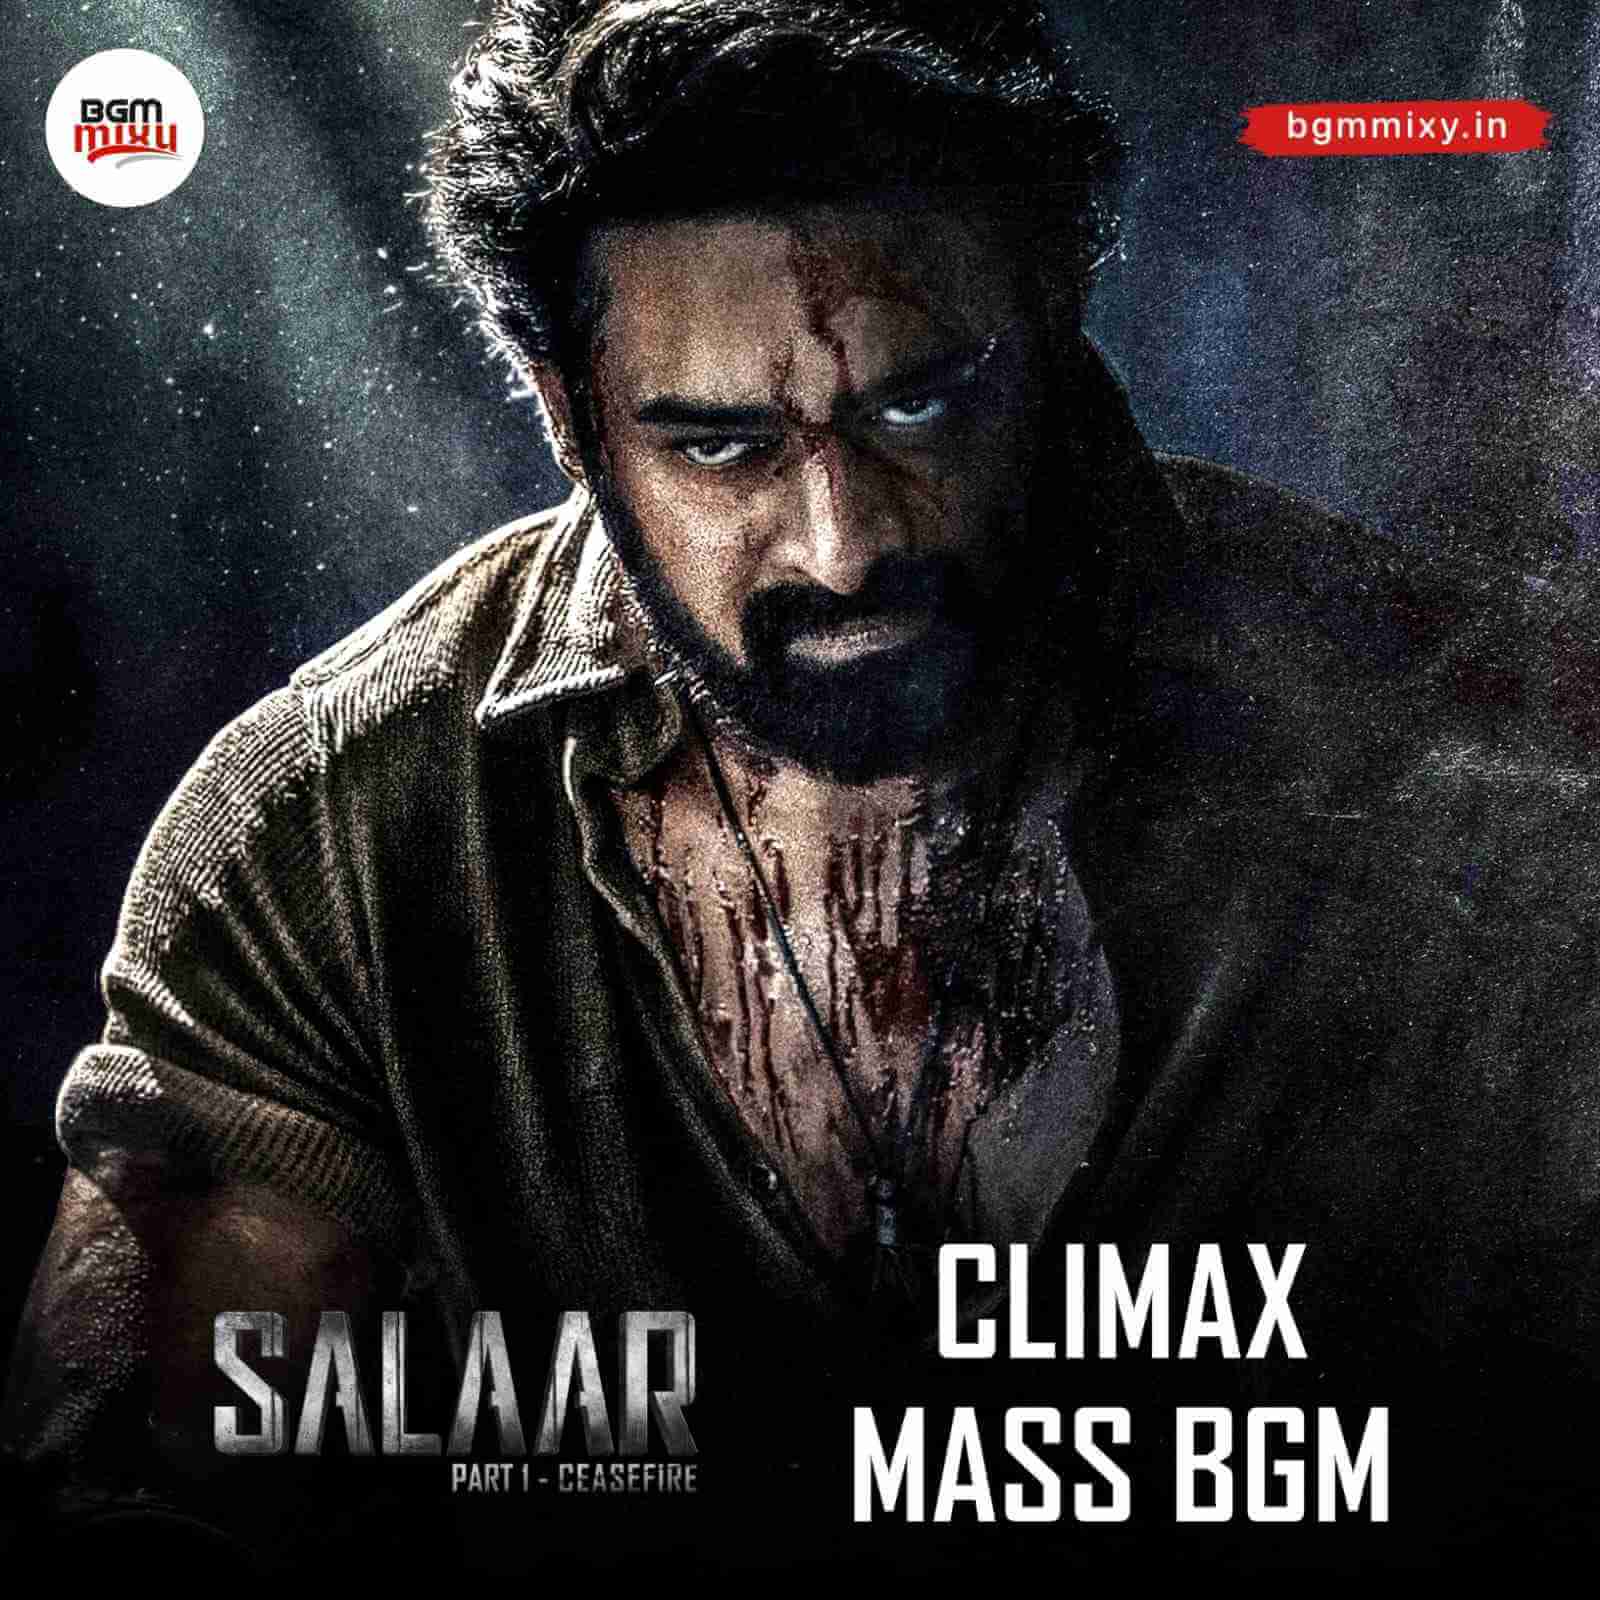 BGM
mixy
bgmmixy.in
SALAAR
PART 1 - CEASEFIRE
CLIMAX
MASS BGM